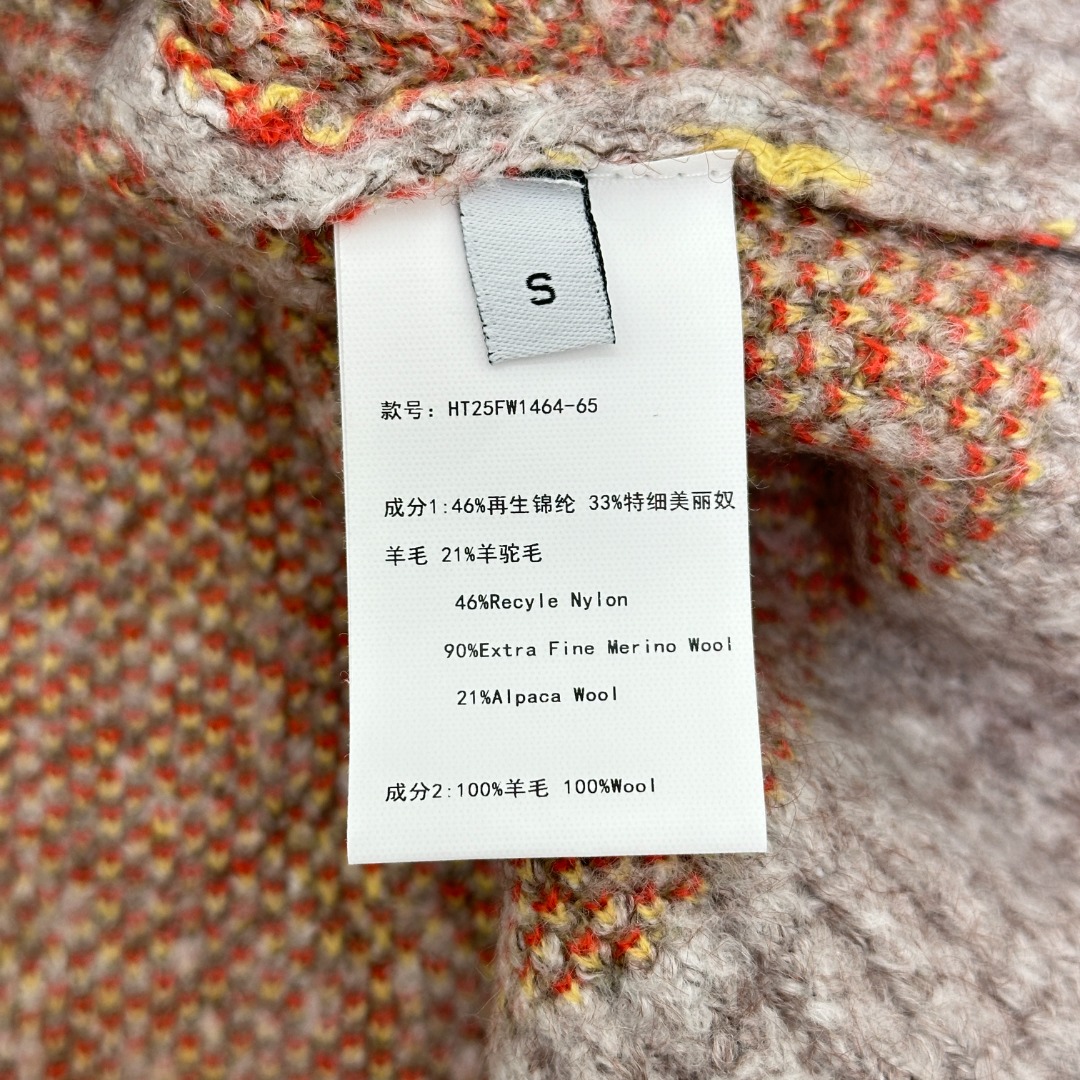 S
款号：HT25FW1464-65
成分1:46%再生锦纶 33%特细美丽奴
羊毛 21%羊驼毛
46%Recyle Nylon
90%Extra Fine Merino Wool
21%Alpaca Wool
成分2:100%羊毛 100%Wool